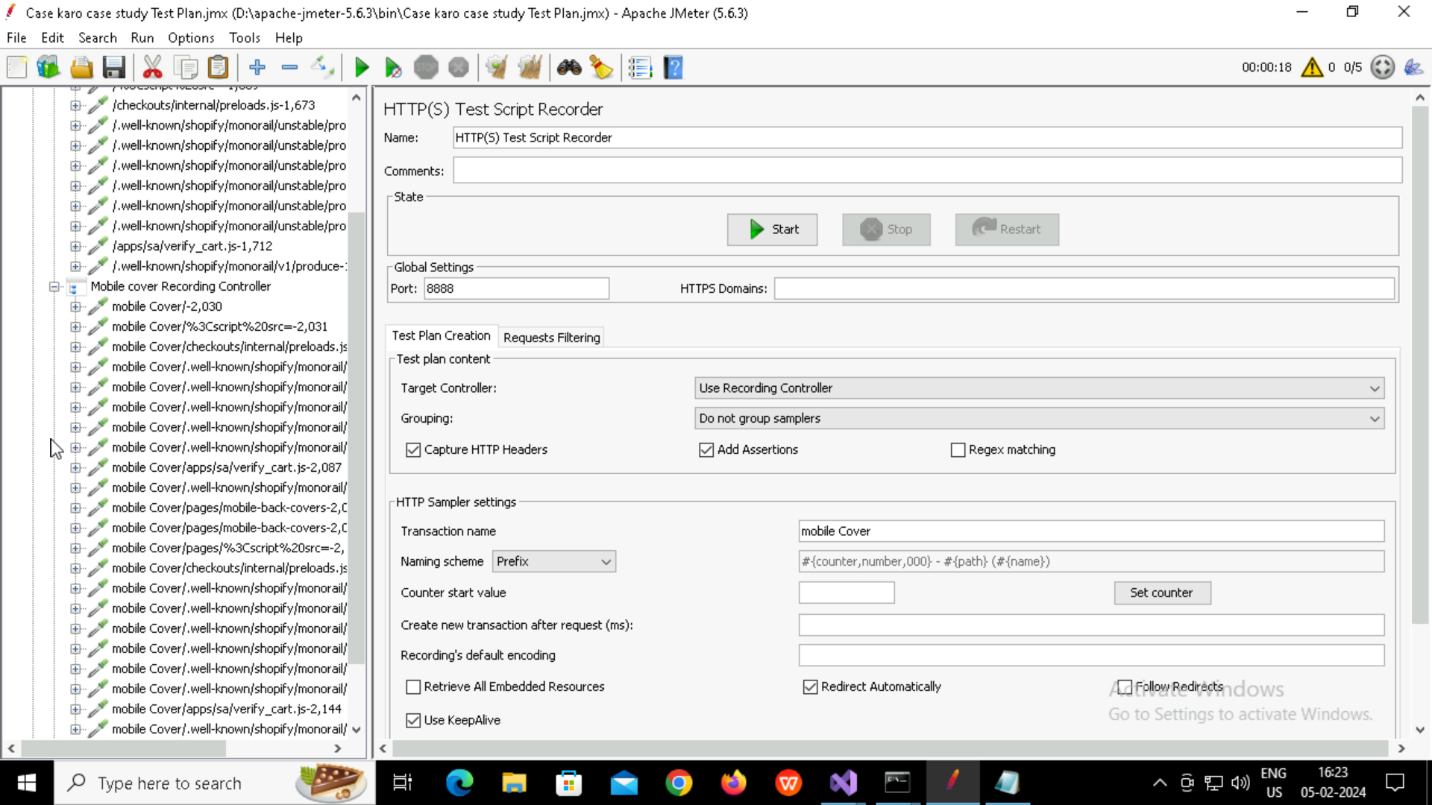 Case karo case study Test Plan.jmx (D:\apache-jmeter-5.6.3\bin\Case karo case study Test Plan.jmx) - Apache JMeter (5.6.3)
File Edit Search Run Options Tools Help
00:00:18 0 0/5
/checkouts/internal/preloads.js-1,673
/.well-known/shopify/monorail/unstable/pro
/.well-known/shopify/monorail/unstable/pro
/.well-known/shopify/monorail/unstable/pro
/.well-known/shopify/monorail/unstable/pro
/.well-known/shopify/monorail/unstable/pro
/.well-known/shopify/monorail/unstable/pro
/apps/sa/verify_cart.js-1,712
/.well-known/shopify/monorail/v1/produce-
Mobile cover Recording Controller
mobile Cover/-2,030
mobile Cover/%3Cscript%20src=-2,031
mobile Cover/checkouts/internal/preloads.js
mobile Cover/.well-known/shopify/monorail/
mobile Cover/.well-known/shopify/monorail/
mobile Cover/.well-known/shopify/monorail/
mobile Cover/.well-known/shopify/monorail/
mobile Cover/.well-known/shopify/monorail/
mobile Cover/apps/sa/verify_cart.js-2,087
mobile Cover/.well-known/shopify/monorail/
mobile Cover/pages/mobile-back-covers-2,0
mobile Cover/pages/mobile-back-covers-2,0
mobile Cover/pages/%3Cscript%20src=-2,
mobile Cover/checkouts/internal/preloads.js
mobile Cover/.well-known/shopify/monorail/
mobile Cover/.well-known/shopify/monorail/
mobile Cover/.well-known/shopify/monorail/
mobile Cover/.well-known/shopify/monorail/
mobile Cover/.well-known/shopify/monorail/
mobile Cover/.well-known/shopify/monorail/
mobile Cover/apps/sa/verify_cart.js-2,144
mobile Cover/.well-known/shopify/monorail/
HTTP(S) Test Script Recorder
Name: HTTP(S) Test Script Recorder
Comments:
State
Start Stop Restart
Global Settings
Port: 8888 HTTPS Domains:
Test Plan Creation Requests Filtering
Test plan content
Target Controller: Use Recording Controller
Grouping: Do not group samplers
Capture HTTP Headers Add Assertions Regex matching
HTTP Sampler settings
Transaction name mobile Cover
Naming scheme Prefix #{counter,number,000} - #{path} (#{name})
Counter start value Set counter
Create new transaction after request (ms):
Recording's default encoding
Retrieve All Embedded Resources Redirect Automatically Follow Redirects
Use KeepAlive
Activate Windows
Go to Settings to activate Windows.
Type here to search
ENG
US
16:23
05-02-2024